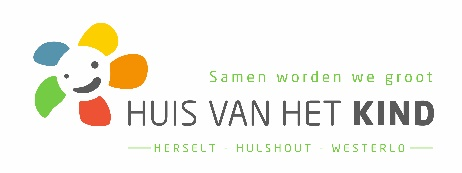 Samen worden we groot
HUIS VAN HET KIND
HERSELT - HULSHOUT - WESTERLO